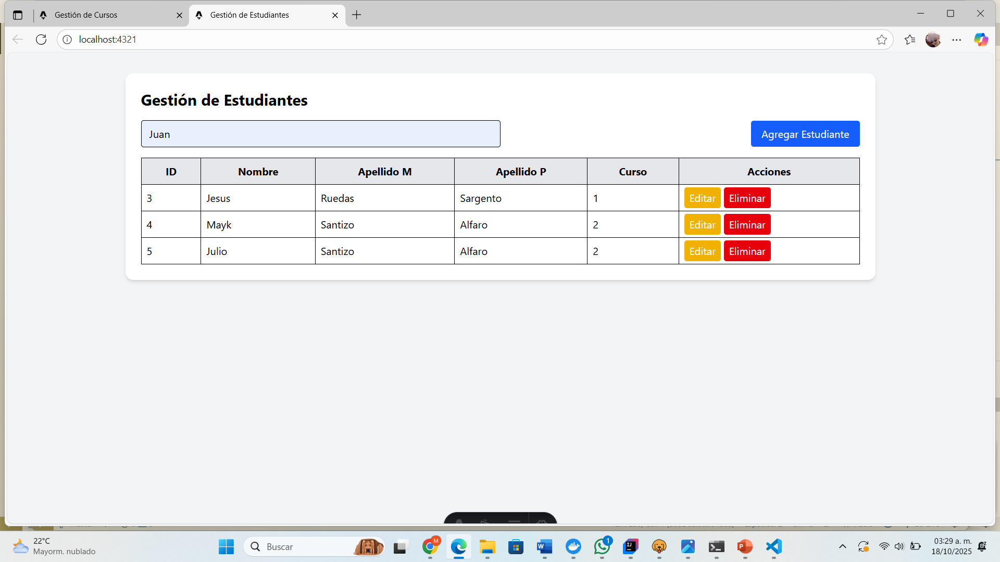 Gestión de Cursos
Gestión de Estudiantes
localhost:4321
Gestión de Estudiantes
Juan
Agregar Estudiante
ID Nombre Apellido M Apellido P Curso Acciones
3 Jesus Ruedas Sargento 1 Editar Eliminar
4 Mayk Santizo Alfaro 2 Editar Eliminar
5 Julio Santizo Alfaro 2 Editar Eliminar
22°C
Mayorm. nublado
Buscar
M
W
1
IJ
P
03:29 a. m.
18/10/2025